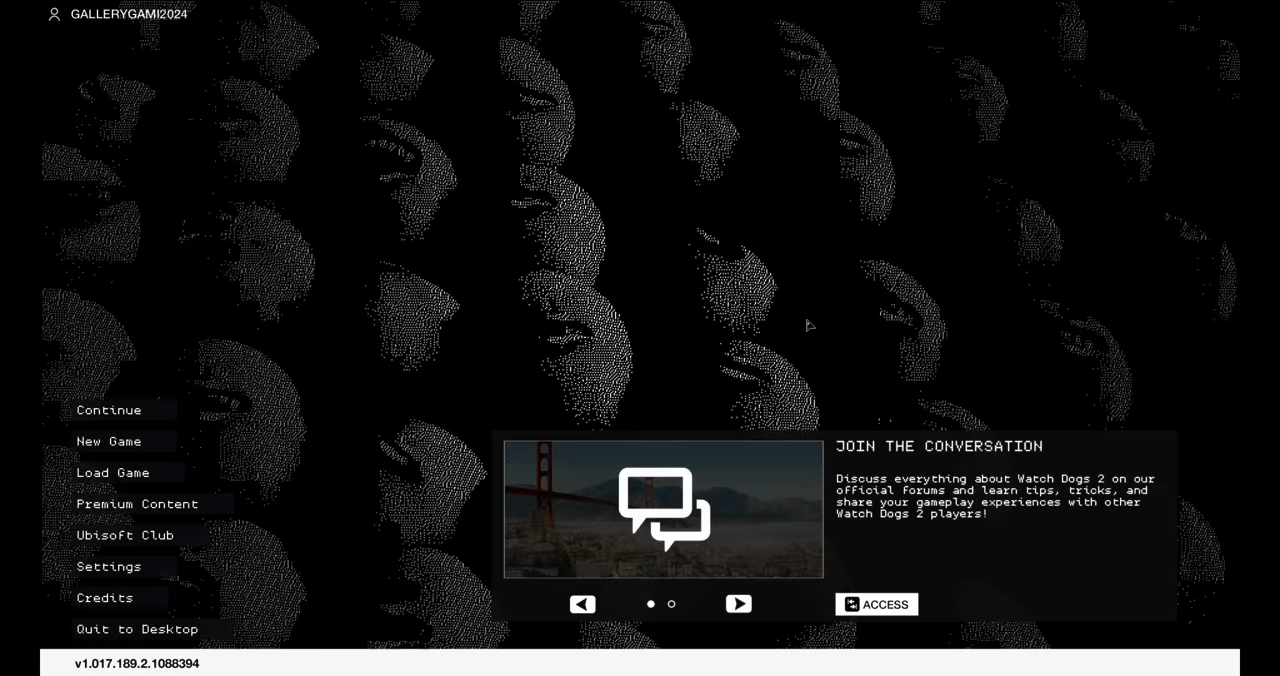 GALLERYGAMI2024
Continue
New Game
Load Game
Premium Content
Ubisoft Club
Settings
Credits
Quit to Desktop
JOIN THE CONVERSATION
Discuss everything about Watch Dogs 2 on our
official forums and learn tips, tricks, and
share your gameplay experiences with other
Watch Dogs 2 players!
ACCESS
v1.017.189.2.1088394